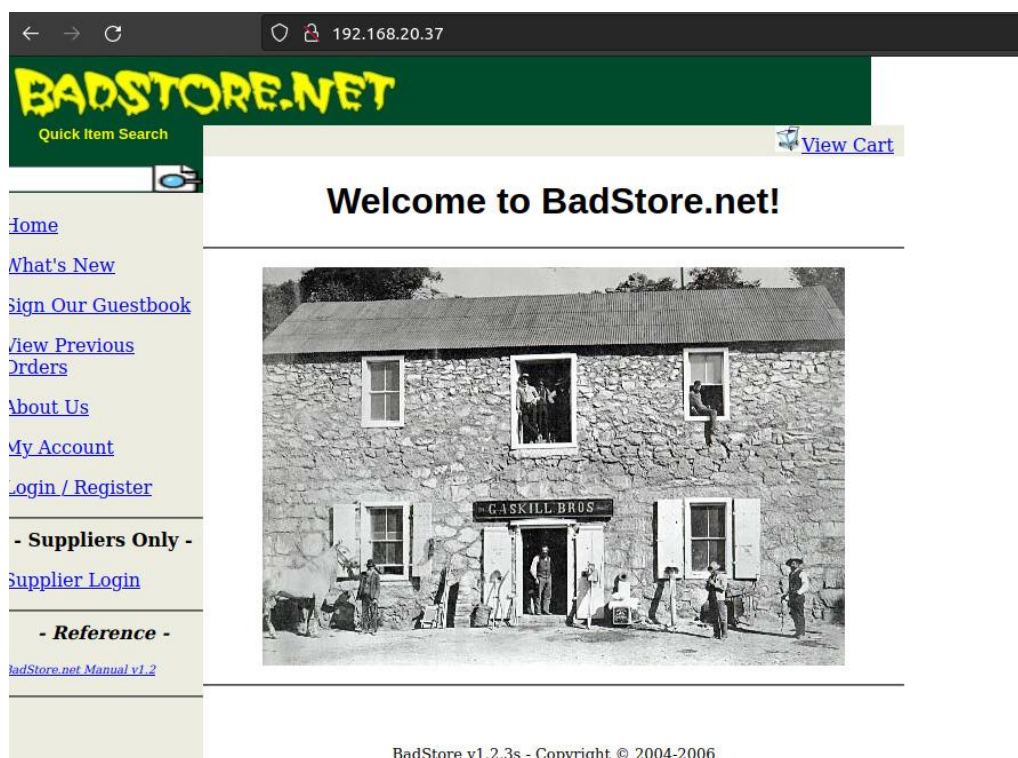 192.168.20.37
BADSTORE.NET
Quick Item Search
View Cart
Welcome to BadStore.net!
Home
What's New
Sign Our Guestbook
View Previous
Orders
About Us
My Account
Login / Register
- Suppliers Only -
Supplier Login
- Reference -
BadStore.net Manual v1.2
GASKILL BROS
BadStore v1.2.3s - Copyright © 2004-2006